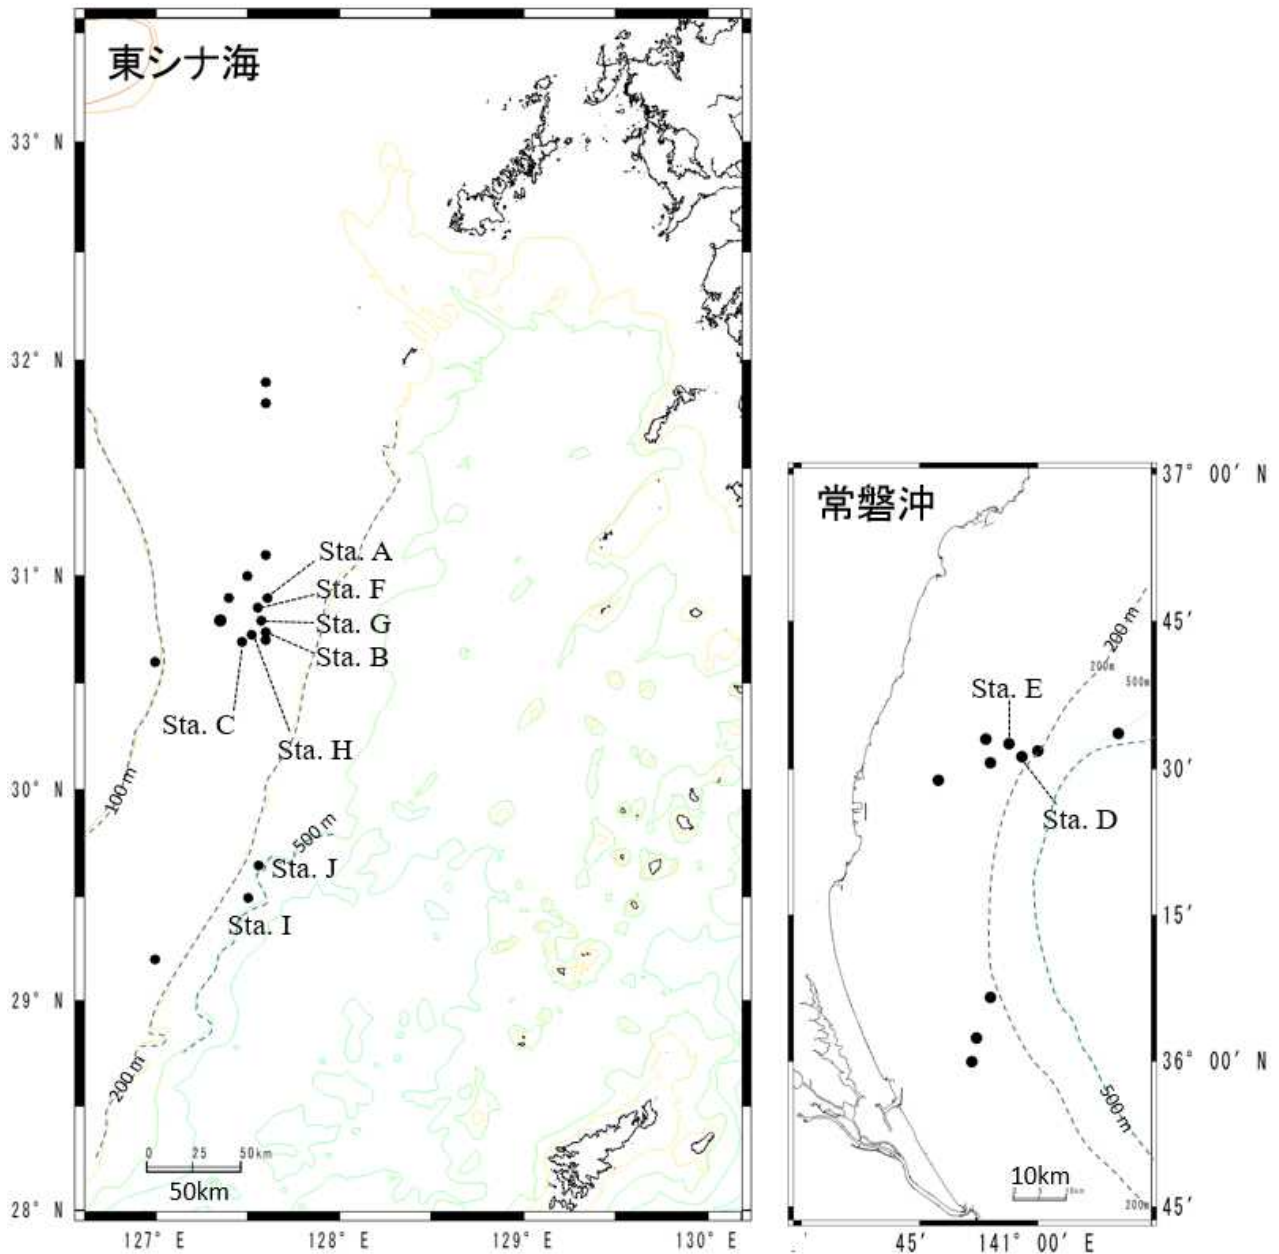 東シナ海
33° N
32° N
31° N
30° N
29° N
28° N
127° E
128° E
129° E
130° E
Sta. A
Sta. F
Sta. G
Sta. B
Sta. C
Sta. H
100 m
500 m
Sta. J
Sta. I
200 m
0 25 50km
50km
常磐沖
37° 00′ N
45′
30′
15′
36° 00′ N
45′
200 m
200m
500m
Sta. E
Sta. D
500 m
10km
200m
45′
141° 00′ E